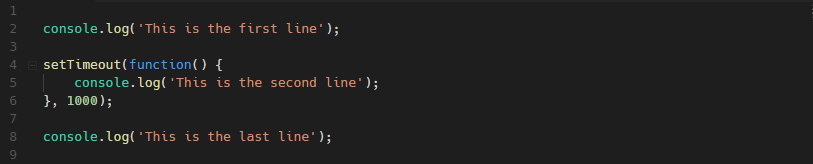 1
2 console.log('This is the first line');
3
4 setTimeout(function() {
5     console.log('This is the second line');
6 }, 1000);
7
8 console.log('This is the last line');
9